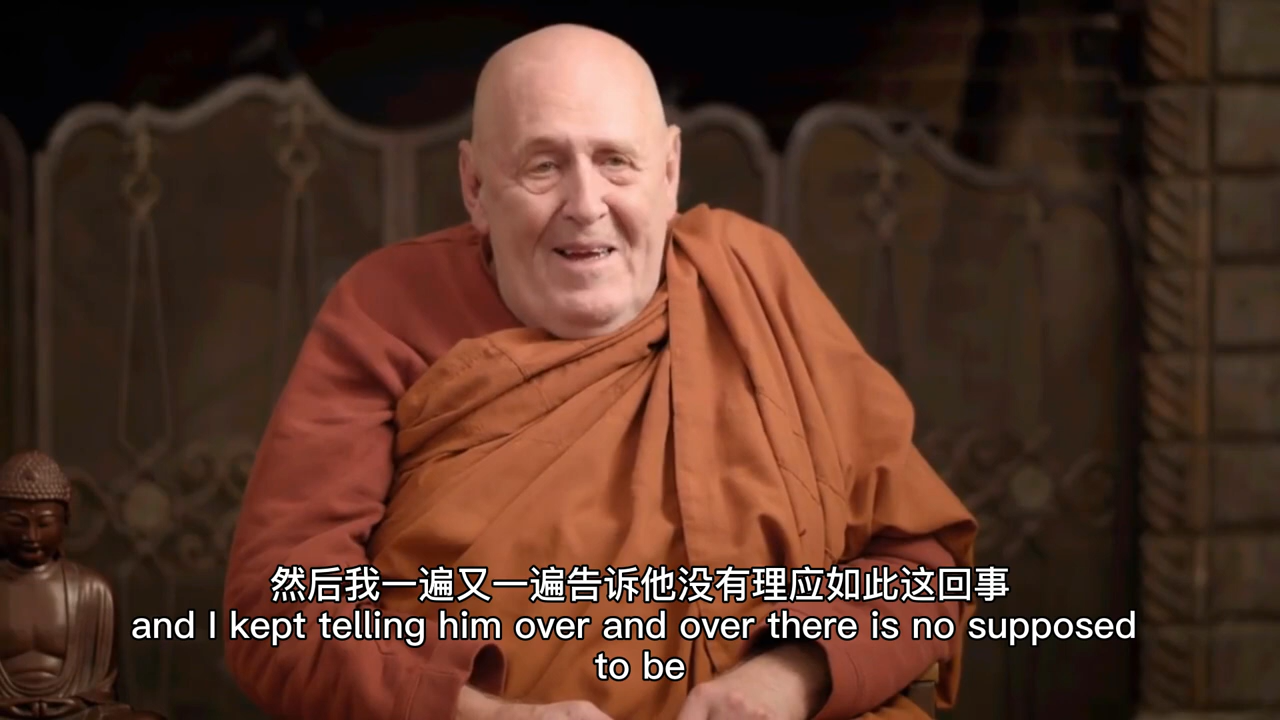 然后我一遍又一遍告诉他没有理应如此这回事
and I kept telling him over and over there is no supposed
to be